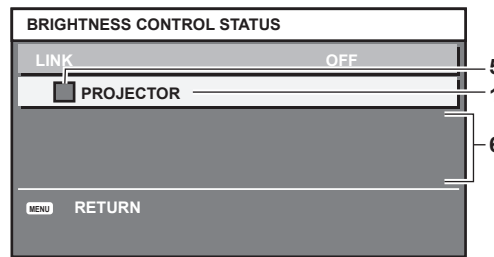 BRIGHTNESS CONTROL STATUS
LINK OFF
5
PROJECTOR 1
6
MENU RETURN